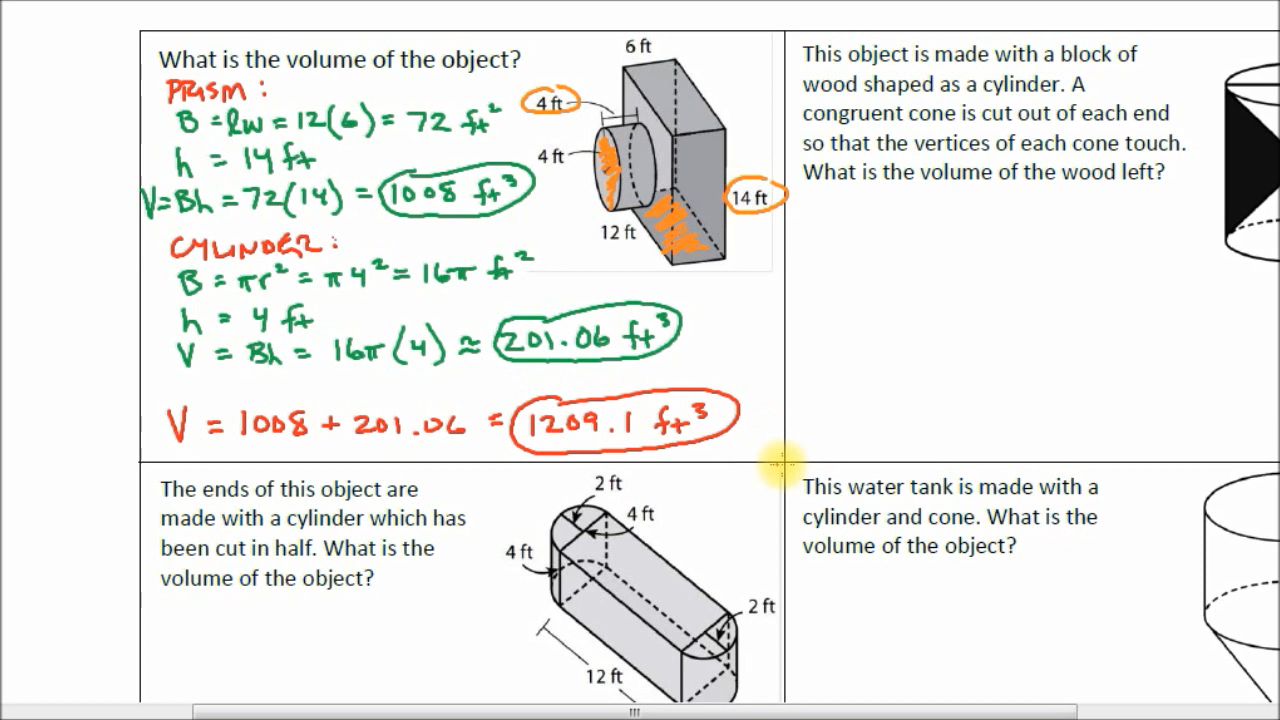 What is the volume of the object?
PRISM:
B = lw = 12(6) = 72 ft²
h = 14 ft
V = Bh = 72(14) = 1008 ft³
CYLINDER:
B = πr² = π4² = 16π ft²
h = 4 ft
V = Bh = 16π(4) ≈ 201.06 ft³
V = 1008 + 201.06 = 1209.1 ft³
6 ft
4 ft
4 ft
14 ft
12 ft
This object is made with a block of
wood shaped as a cylinder. A
congruent cone is cut out of each end
so that the vertices of each cone touch.
What is the volume of the wood left?
The ends of this object are
made with a cylinder which has
been cut in half. What is the
volume of the object?
2 ft
4 ft
4 ft
2 ft
12 ft
This water tank is made with a
cylinder and cone. What is the
volume of the object?